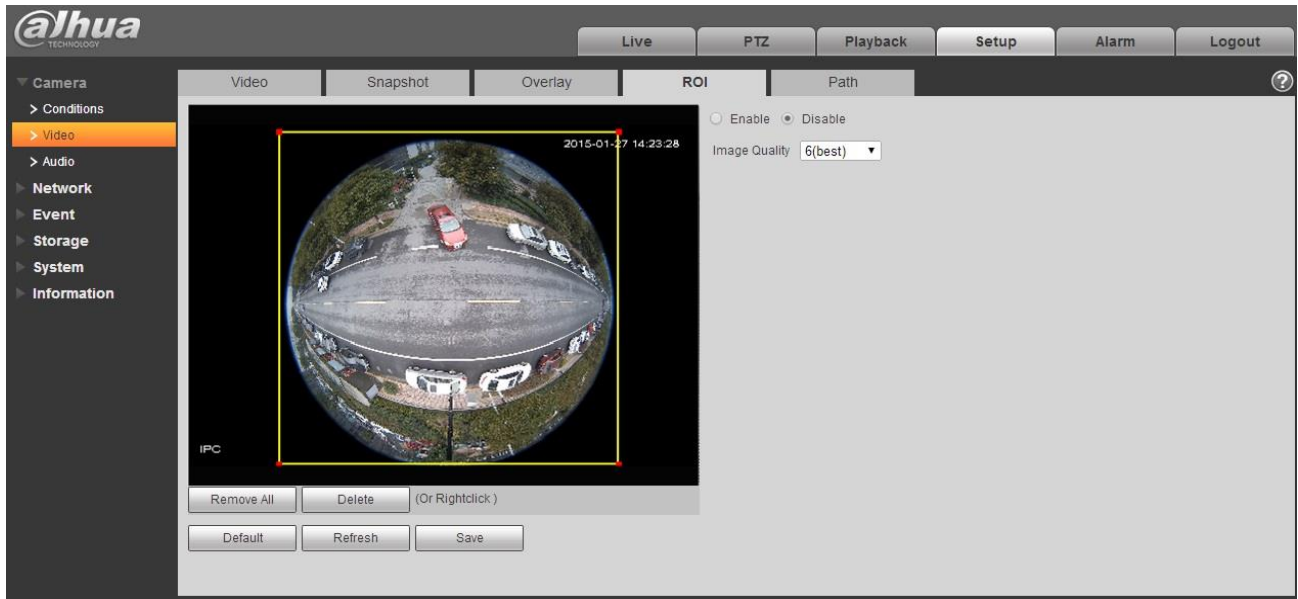 alhua
TECHNOLOGY
Live PTZ Playback Setup Alarm Logout
Camera
Conditions
Video
Audio
Network
Event
Storage
System
Information
Video Snapshot Overlay ROI Path ?
2015-01-27 14:23:28
IPC
Enable Disable
Image Quality 6(best)
Remove All Delete (Or Rightclick )
Default Refresh Save